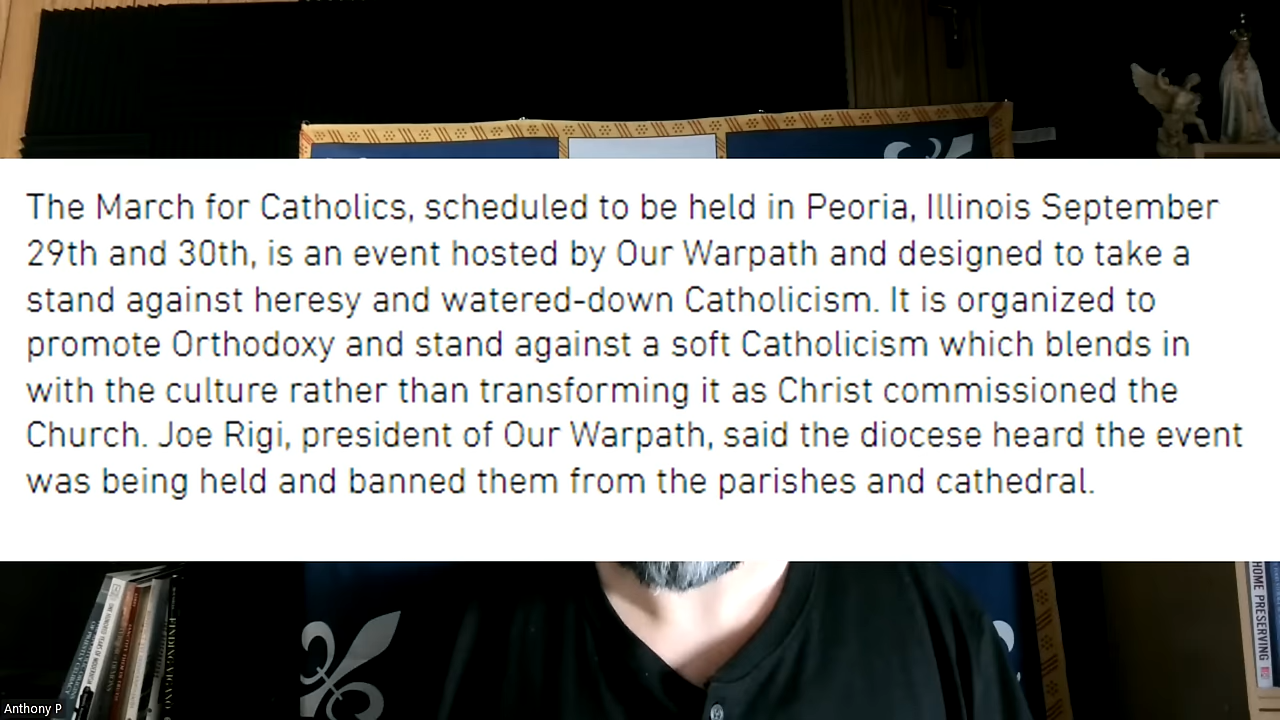 The March for Catholics, scheduled to be held in Peoria, Illinois September
29th and 30th, is an event hosted by Our Warpath and designed to take a
stand against heresy and watered-down Catholicism. It is organized to
promote Orthodoxy and stand against a soft Catholicism which blends in
with the culture rather than transforming it as Christ commissioned the
Church. Joe Rigi, president of Our Warpath, said the diocese heard the event
was being held and banned them from the parishes and cathedral.
HOME PRESERVING
Anthony P